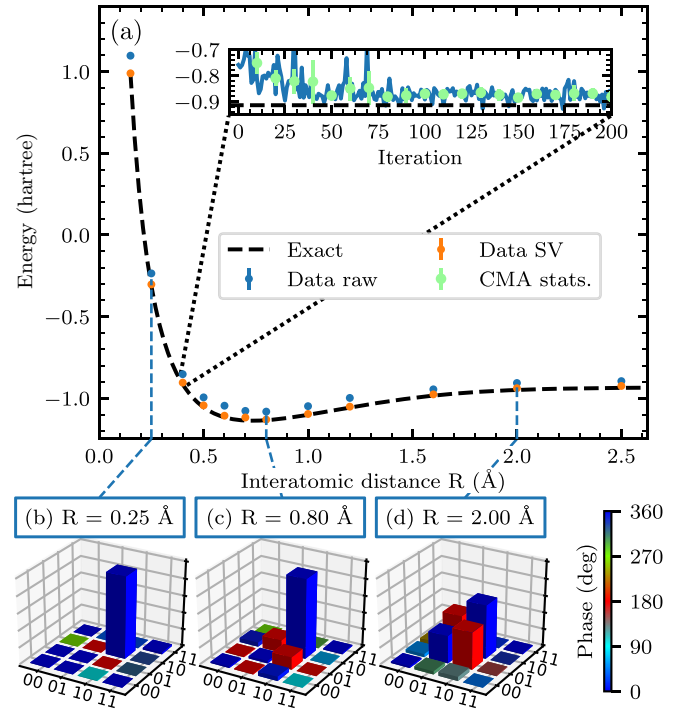 (a)
1.0
0.5
0.0
−0.5
−1.0
Energy (hartree)
−0.7
−0.8
−0.9
0 25 50 75 100 125 150 175 200
Iteration
Exact Data SV
Data raw CMA stats.
0.0 0.5 1.0 1.5 2.0 2.5
Interatomic distance R (Å)
(b) R = 0.25 Å (c) R = 0.80 Å (d) R = 2.00 Å
00 01 10 11 00 01 10 11
00 01 10 11 00 01 10 11
00 01 10 11 00 01 10 11
Phase (deg)
360
270
180
90
0